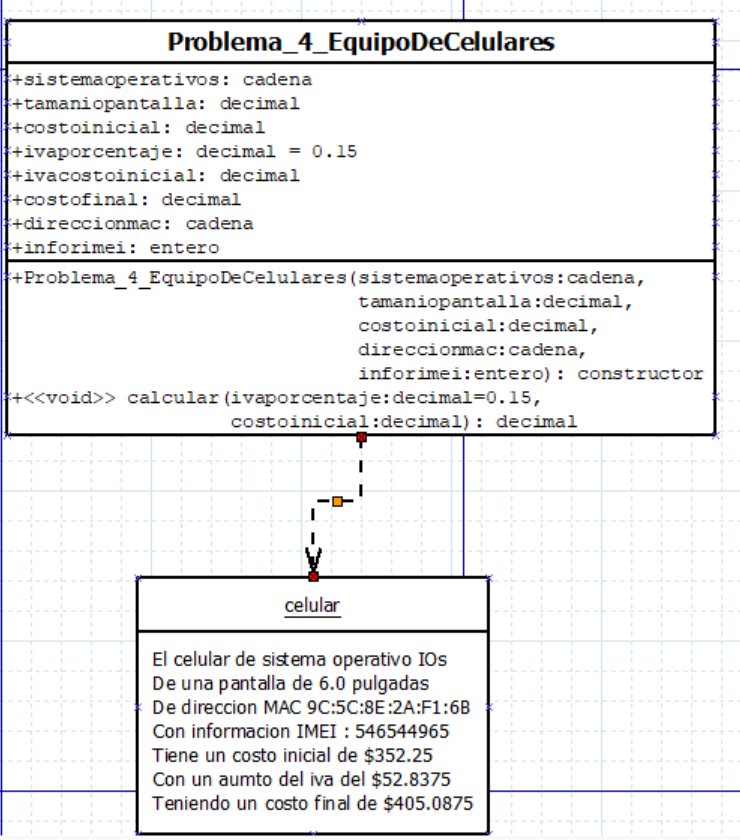 Problema_4_EquipoDeCelulares
+sistemaoperativos: cadena
+tamaniopantalla: decimal
+costoinicial: decimal
+ivaporcentaje: decimal = 0.15
+ivacostoinicial: decimal
+costofinal: decimal
+direccionmac: cadena
+inforimei: entero
+Problema_4_EquipoDeCelulares(sistemaoperativos:cadena,
tamaniopantalla:decimal,
costoinicial:decimal,
direccionmac:cadena,
inforimei:entero): constructor
+<<void>> calcular(ivaporcentaje:decimal=0.15,
costoinicial:decimal): decimal
celular
El celular de sistema operativo IOs
De una pantalla de 6.0 pulgadas
De direccion MAC 9C:5C:8E:2A:F1:6B
Con informacion IMEI : 546544965
Tiene un costo inicial de $352.25
Con un aumto del iva del $52.8375
Teniendo un costo final de $405.0875